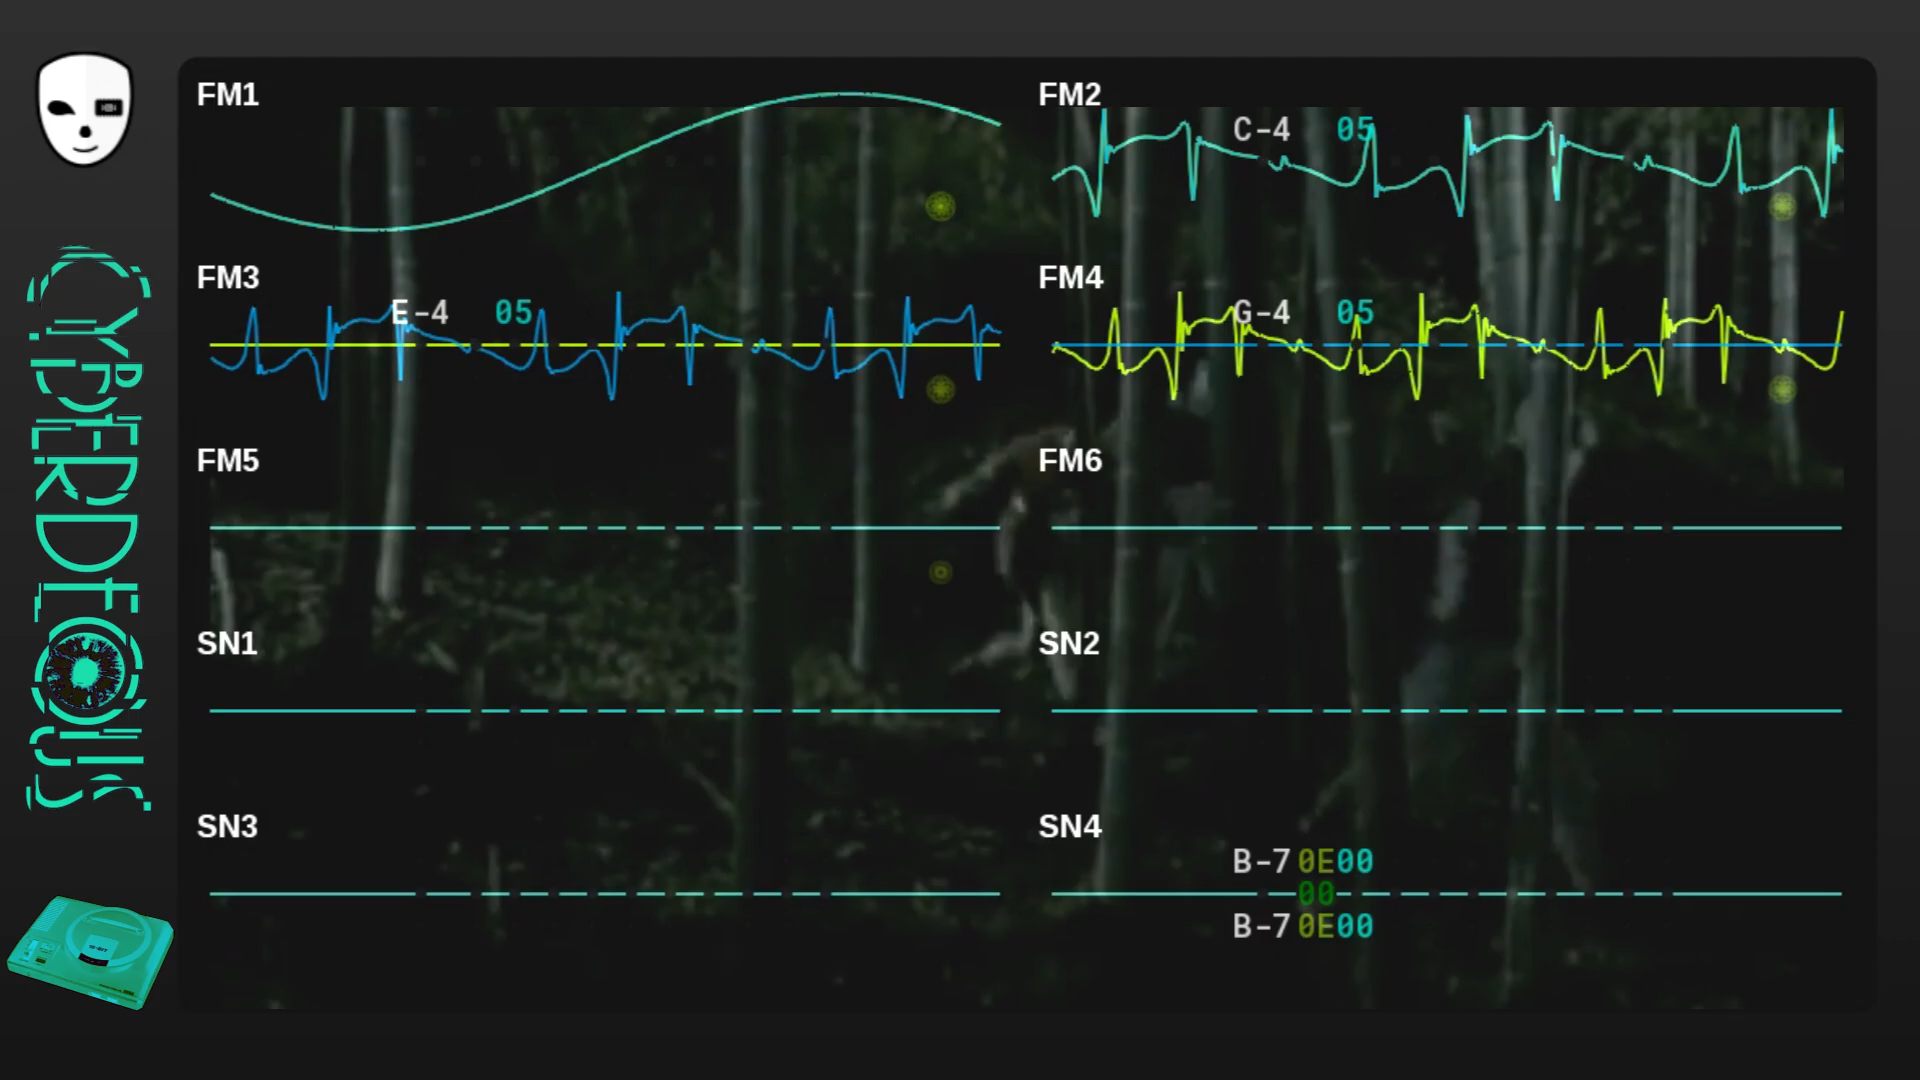 FM1
FM2
C-4 05
FM3
E-4 05
FM4
G-4 05
FM5
FM6
SN1
SN2
SN3
SN4
B-7 0E00
00
B-7 0E00
CYBERDEOUS